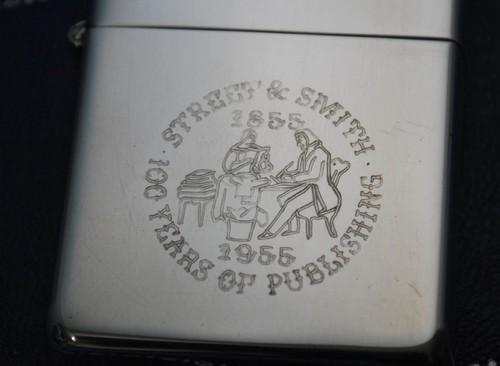 STREET & SMITH
1855
1955
100 YEARS OF PUBLISHING